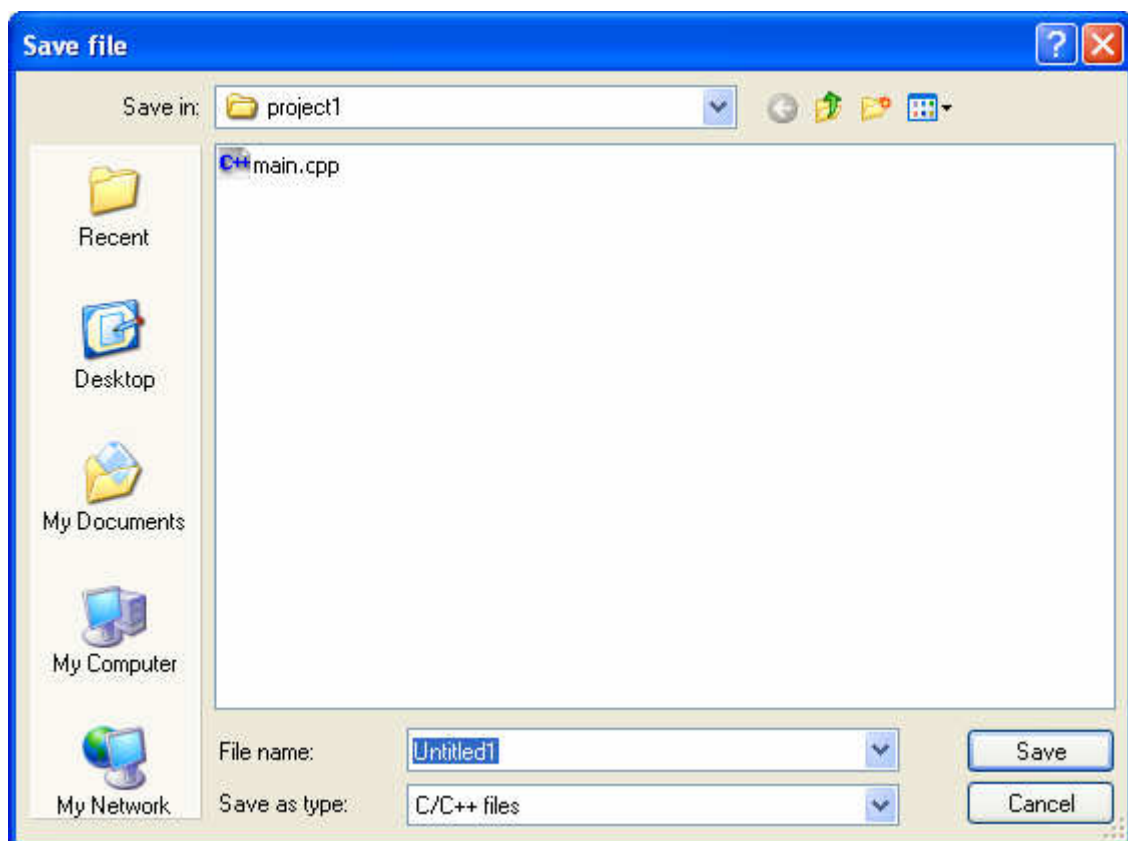 Save file
Save in: project1
C++ main.cpp
Recent
Desktop
My Documents
My Computer
My Network
File name: Untitled1 Save
Save as type: C/C++ files Cancel